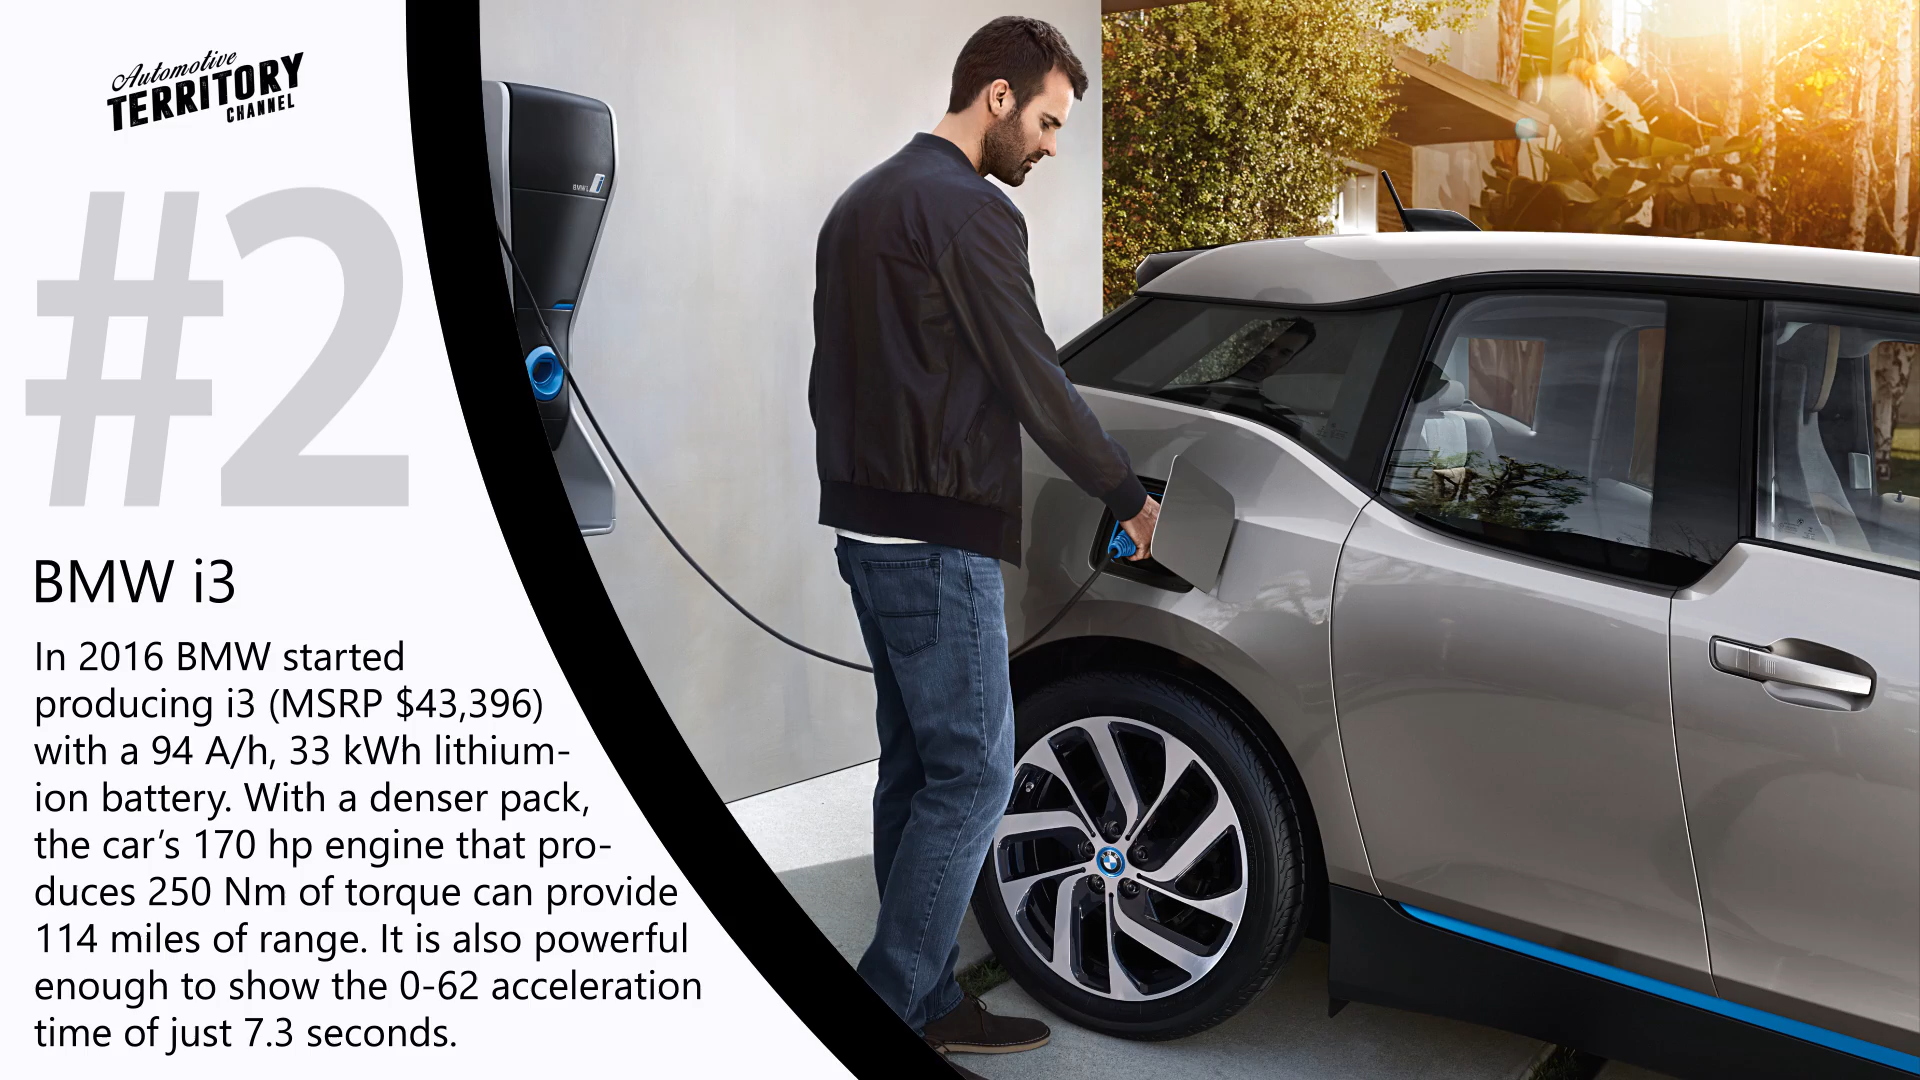 Automotive
TERRITORY
CHANNEL
#2
BMW i3
In 2016 BMW started
producing i3 (MSRP $43,396)
with a 94 A/h, 33 kWh lithium-
ion battery. With a denser pack,
the car’s 170 hp engine that pro-
duces 250 Nm of torque can provide
114 miles of range. It is also powerful
enough to show the 0-62 acceleration
time of just 7.3 seconds.
BMW i